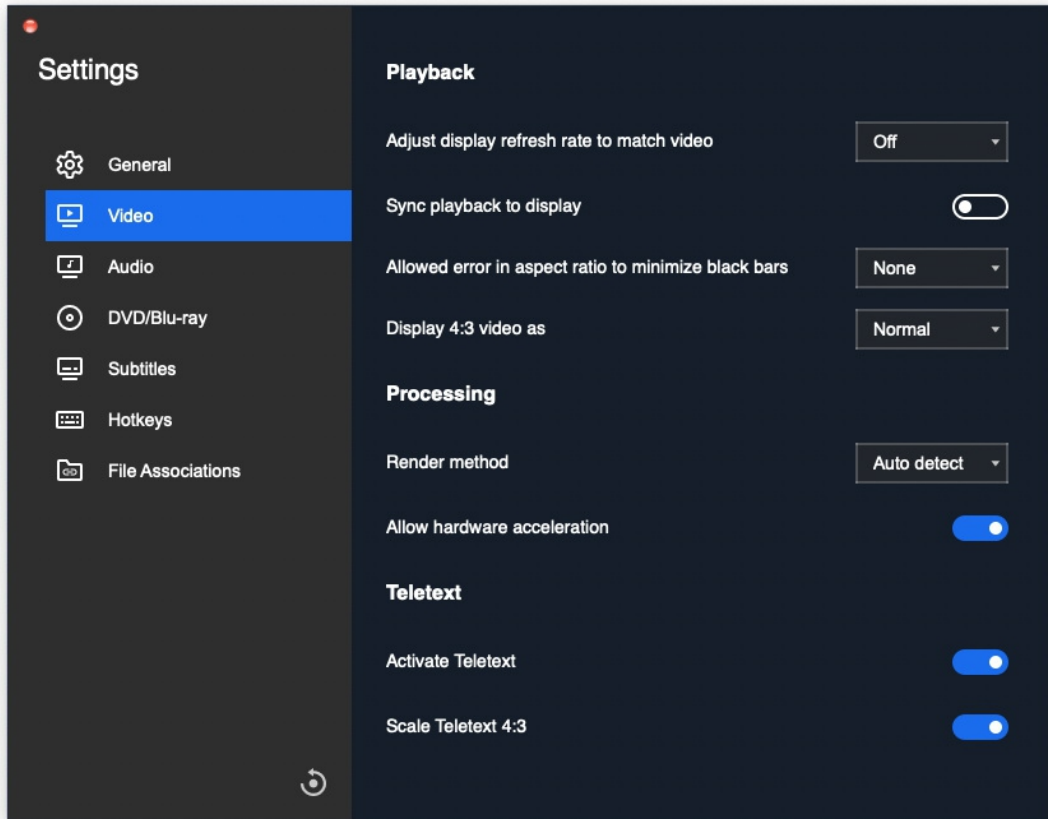 Settings
General
Video
Audio
DVD/Blu-ray
Subtitles
Hotkeys
File Associations
Playback
Adjust display refresh rate to match video Off
Sync playback to display
Allowed error in aspect ratio to minimize black bars None
Display 4:3 video as Normal
Processing
Render method Auto detect
Allow hardware acceleration
Teletext
Activate Teletext
Scale Teletext 4:3